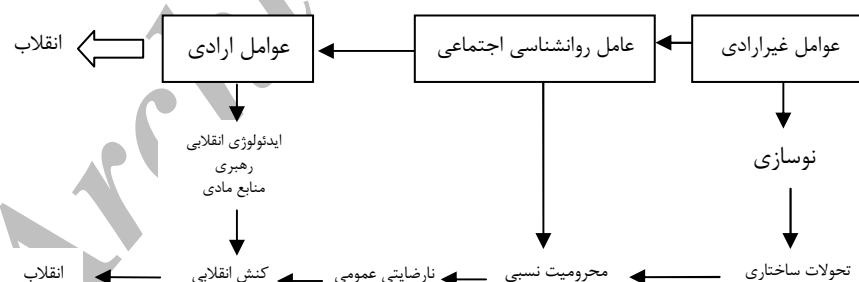 عوامل غیرارادی
عامل روانشناسی اجتماعی
عوامل ارادی
انقلاب
نوسازی
ایدئولوژی انقلابی
رهبری
منابع مادی
تحولات ساختاری
محرومیت نسبی
نارضایتی عمومی
کنش انقلابی
انقلاب